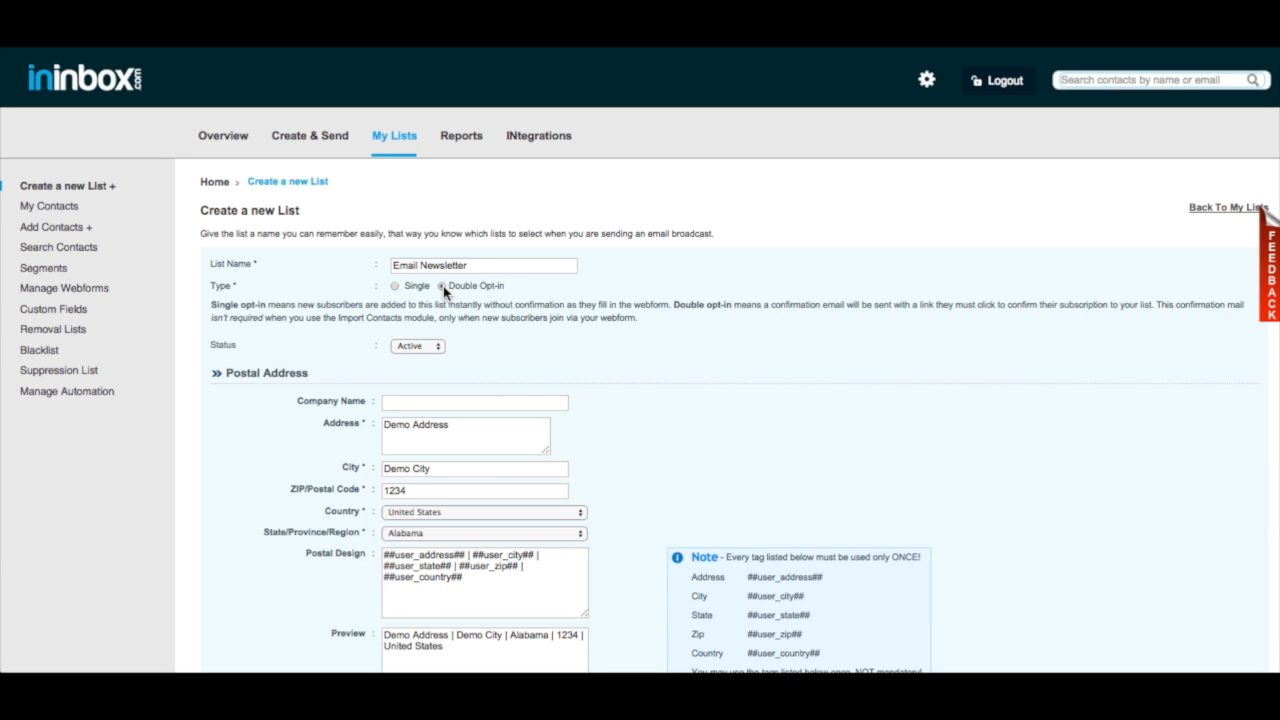 ininbox.com
Logout
Search contacts by name or email
Overview
Create & Send
My Lists
Reports
INtegrations
Create a new List +
My Contacts
Add Contacts +
Search Contacts
Segments
Manage Webforms
Custom Fields
Removal Lists
Blacklist
Suppression List
Manage Automation
Home > Create a new List
Create a new List
Back To My Lists
FEEDBACK
Give the list a name you can remember easily, that way you know which lists to select when you are sending an email broadcast.
List Name * : Email Newsletter
Type * : Single Double Opt-in
Single opt-in means new subscribers are added to this list instantly without confirmation as they fill in the webform. Double opt-in means a confirmation email will be sent with a link they must click to confirm their subscription to your list. This confirmation mail
isn't required when you use the Import Contacts module, only when new subscribers join via your webform.
Status : Active
» Postal Address
Company Name :
Address * : Demo Address
City * : Demo City
ZIP/Postal Code * : 1234
Country * : United States
State/Province/Region * : Alabama
Postal Design : ##user_address## | ##user_city## |
##user_state## | ##user_zip## |
##user_country##
Preview : Demo Address | Demo City | Alabama | 1234 |
United States
Note - Every tag listed below must be used only ONCE!
Address ##user_address##
City ##user_city##
State ##user_state##
Zip ##user_zip##
Country ##user_country##
You may use the tags listed below once, NOT mandatory!